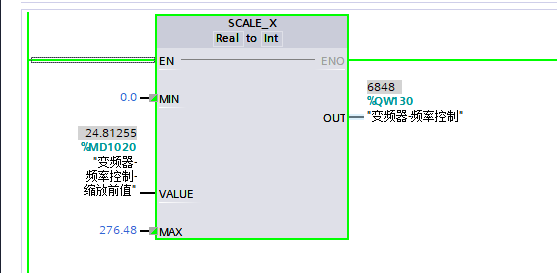 SCALE_X
Real to Int
EN
ENO
0.0
MIN
6848
%QW130
OUT
"变频器-频率控制"
24.81255
%MD1020
"变频器-
频率控制-
缩放前值"
VALUE
276.48
MAX